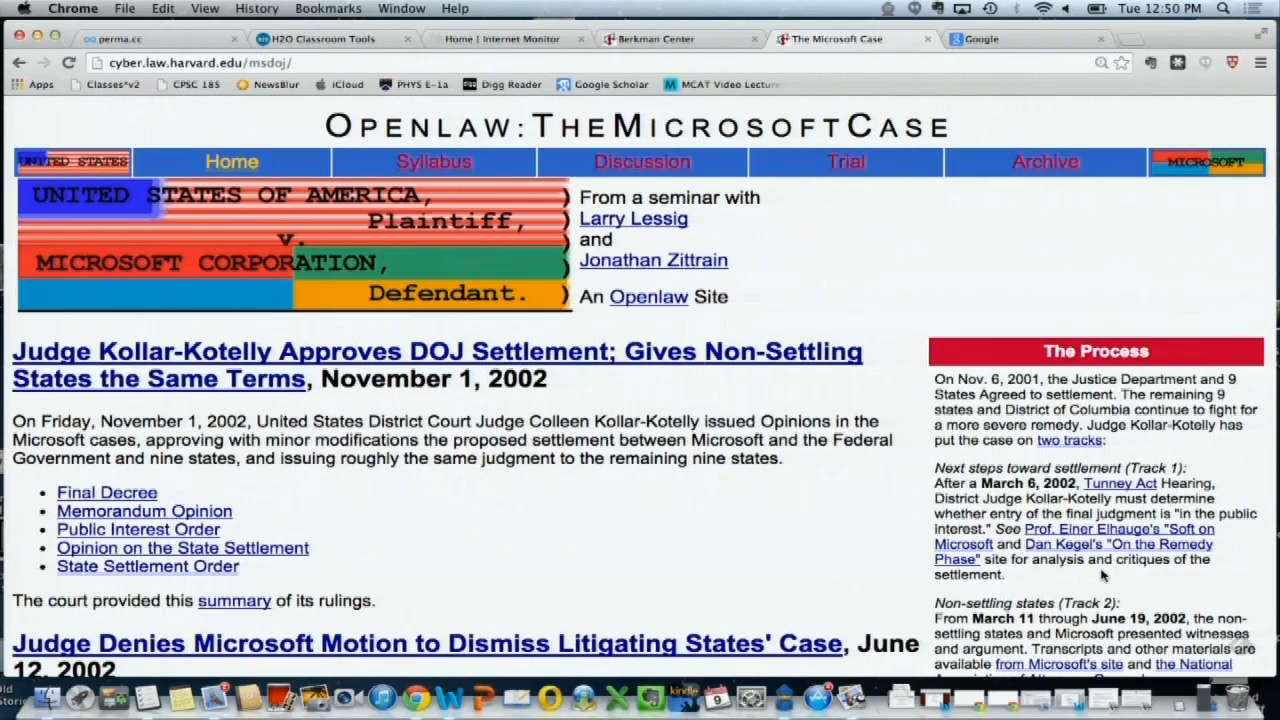 Chrome File Edit View History Bookmarks Window Help Tue 12:50 PM
perma.cc H2O Classroom Tools Home | Internet Monitor Berkman Center The Microsoft Case Google
cyber.law.harvard.edu/msdoj/
Apps Classes*v2 CPSC 185 NewsBlur iCloud PHYS E-1a Digg Reader Google Scholar MCAT Video Lectur
OPENLAW:THEMICROSOFTCASE
UNITED STATES Home Syllabus Discussion Trial Archive MICROSOFT
UNITED STATES OF AMERICA, )
Plaintiff, )
v. )
MICROSOFT CORPORATION, )
Defendant. )
From a seminar with
Larry Lessig
and
Jonathan Zittrain
An Openlaw Site
Judge Kollar-Kotelly Approves DOJ Settlement; Gives Non-Settling
States the Same Terms, November 1, 2002
On Friday, November 1, 2002, United States District Court Judge Colleen Kollar-Kotelly issued Opinions in the
Microsoft cases, approving with minor modifications the proposed settlement between Microsoft and the Federal
Government and nine states, and issuing roughly the same judgment to the remaining nine states.
• Final Decree
• Memorandum Opinion
• Public Interest Order
• Opinion on the State Settlement
• State Settlement Order
The court provided this summary of its rulings.
Judge Denies Microsoft Motion to Dismiss Litigating States' Case, June
12, 2002
The Process
On Nov. 6, 2001, the Justice Department and 9
States Agreed to settlement. The remaining 9
states and District of Columbia continue to fight for
a more severe remedy. Judge Kollar-Kotelly has
put the case on two tracks:
Next steps toward settlement (Track 1):
After a March 6, 2002, Tunney Act Hearing,
District Judge Kollar-Kotelly must determine
whether entry of the final judgment is "in the public
interest." See Prof. Einer Elhauge's "Soft on
Microsoft and Dan Kegel's "On the Remedy
Phase" site for analysis and critiques of the
settlement.
Non-settling states (Track 2):
From March 11 through June 19, 2002, the non-
settling states and Microsoft presented witnesses
and argument. Transcripts and other materials are
available from Microsoft's site and the National
kindle
9